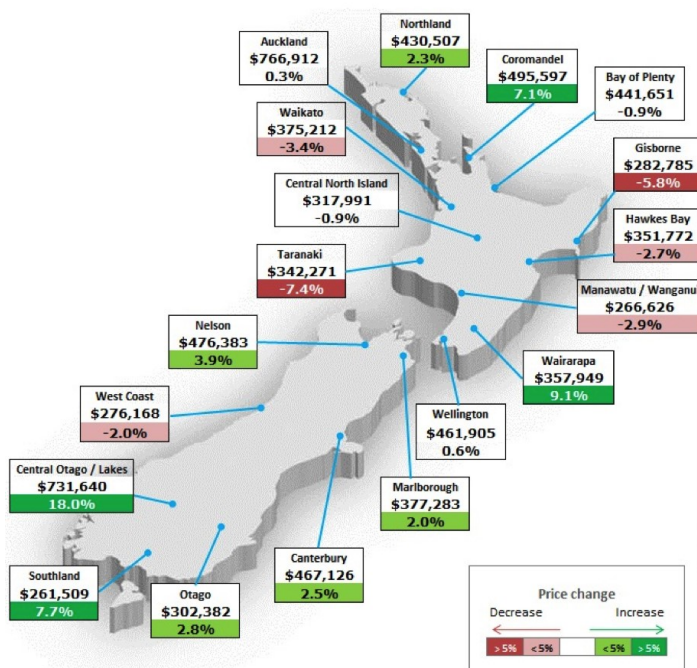 Northland
$430,507
2.3%
Auckland
$766,912
0.3%
Coromandel
$495,597
7.1%
Bay of Plenty
$441,651
-0.9%
Waikato
$375,212
-3.4%
Gisborne
$282,785
-5.8%
Central North Island
$317,991
-0.9%
Hawkes Bay
$351,772
-2.7%
Taranaki
$342,271
-7.4%
Manawatu / Wanganui
$266,626
-2.9%
Nelson
$476,383
3.9%
Wairarapa
$357,949
9.1%
West Coast
$276,168
-2.0%
Wellington
$461,905
0.6%
Central Otago / Lakes
$731,640
18.0%
Marlborough
$377,283
2.0%
Canterbury
$467,126
2.5%
Southland
$261,509
7.7%
Otago
$302,382
2.8%
Price change
Decrease Increase
> 5% < 5% < 5% > 5%